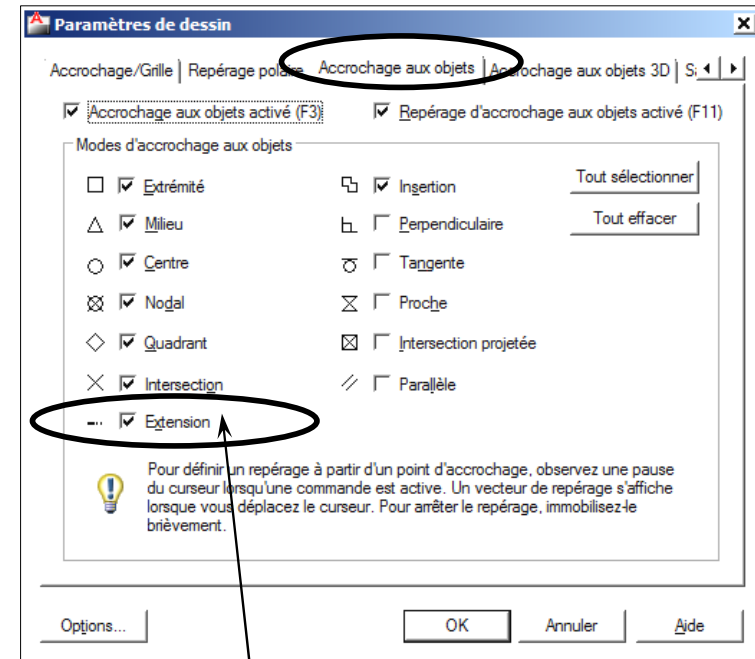 Paramètres de dessin
Accrochage/Grille Repérage polaire Accrochage aux objets Accrochage aux objets 3D
Accrochage aux objets activé (F3) Repérage d'accrochage aux objets activé (F11)
Modes d'accrochage aux objets
Extrémité Insertion Tout sélectionner
Milieu Perpendiculaire Tout effacer
Centre Tangente
Nodal Proche
Quadrant Intersection projetée
Intersection Parallèle
Extension
Pour définir un repérage à partir d'un point d'accrochage, observez une pause
du curseur lorsqu'une commande est active. Un vecteur de repérage s'affiche
lorsque vous déplacez le curseur. Pour arrêter le repérage, immobilisez-le
brièvement.
Options... OK Annuler Aide